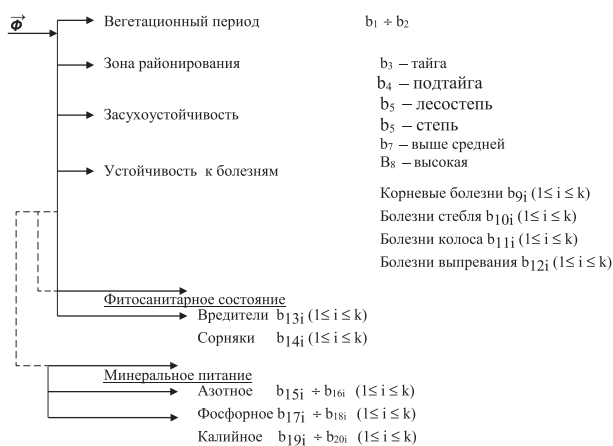 Ф
Вегетационный период b1 ÷ b2
Зона районирования b3 – тайга
b4 – подтайга
b5 – лесостепь
Засухоустойчивость
b5 – степь
b7 – выше средней
Устойчивость к болезням B8 – высокая
Корневые болезни b9i (1≤ i ≤ k)
Болезни стебля b10i (1≤ i ≤ k)
Болезни колоса b11i (1≤ i ≤ k)
Болезни выпревания b12i (1≤ i ≤ k)
Фитосанитарное состояние
Вредители b13i (1≤ i ≤ k)
Сорняки b14i (1≤ i ≤ k)
Минеральное питание
Азотное b15i ÷ b16i (1≤ i ≤ k)
Фосфорное b17i ÷ b18i (1≤ i ≤ k)
Калийное b19i ÷ b20i (1≤ i ≤ k)